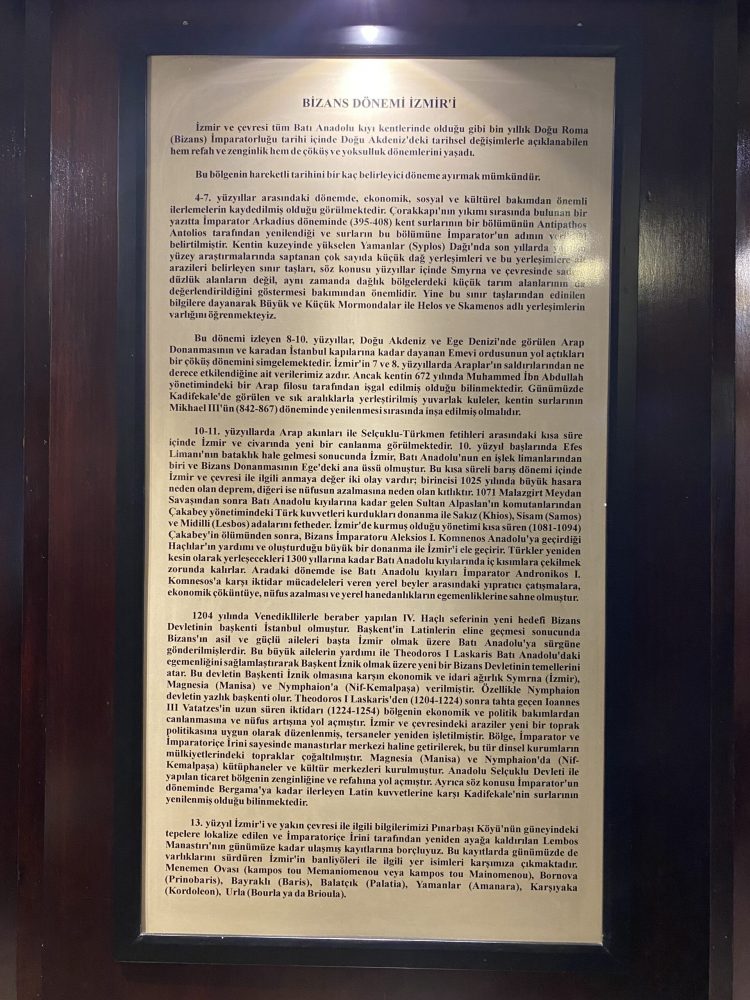 BİZANS DÖNEMİ İZMİR'İ
İzmir ve çevresi tüm Batı Anadolu kıyı kentlerinde olduğu gibi bin yıllık Doğu Roma
(Bizans) İmparatorluğu tarihi içinde Doğu Akdeniz'deki tarihsel değişimlerle açıklanabilen
hem refah ve zenginlik hem de çöküş ve yoksulluk dönemlerini yaşadı.
Bu bölgenin hareketli tarihini bir kaç belirleyici döneme ayırmak mümkündür.
4-7. yüzyıllar arasındaki dönemde, ekonomik, sosyal ve kültürel bakımdan önemli
ilerlemelerin kaydedilmiş olduğu görülmektedir. Çorakkapı'nın yıkımı sırasında bulunan bir
yazıtta İmparator Arkadius döneminde (395-408) kent surlarının bir bölümünün Antipathos
Antolios tarafından yenilendiği ve surların bu bölümüne İmparator'un adının
belirtilmiştir. Kentin kuzeyinde yükselen Yamanlar (Syplos) Dağı'nda son yıllarda
yüzey araştırmalarında saptanan çok sayıda küçük dağ yerleşimleri ve bu yerleşimlere ait
arazileri belirleyen sınır taşları, söz konusu yüzyıllar içinde Smyrna ve çevresinde
düzlük alanların değil, aynı zamanda dağlık bölgelerdeki küçük tarım alanlarının da
değerlendirildiğini göstermesi bakımından önemlidir. Yine bu sınır taşlarından edinilen
bilgilere dayanarak Büyük ve Küçük Mormondalar ile Helos ve Skamenos adlı yerleşimlerin
varlığını öğrenmekteyiz.
Bu dönemi izleyen 8-10. yüzyıllar, Doğu Akdeniz ve Ege Denizi'nde görülen Arap
Donanmasının ve karadan İstanbul kapılarına kadar dayanan Emevi ordusunun yol açtıkları
bir çöküş dönemini simgelemektedir. İzmir'in 7 ve 8. yüzyıllarda Araplar'ın saldırılarından ne
derece etkilendiğine ait verilerimiz azdır. Ancak kentin 672 yılında Muhammed İbn Abdullah
yönetimindeki bir Arap filosu tarafından işgal edilmiş olduğu bilinmektedir. Günümüzde
Kadifekale'de görülen ve sık aralıklarla yerleştirilmiş yuvarlak kuleler, kentin surlarının
Mikhael III'ün (842-867) döneminde yenilenmesi sırasında inşa edilmiş olmalıdır.
10-11. yüzyıllarda Arap akınları ile Selçuklu-Türkmen fetihleri arasındaki kısa süre
içinde İzmir ve civarında yeni bir canlanma görülmektedir. 10. yüzyıl başlarında Efes
Limanı'nın bataklık hale gelmesi sonucunda İzmir, Batı Anadolu'nun en işlek limanlarından
biri ve Bizans Donanmasının Ege'deki ana üssü olmuştur. Bu kısa süreli barış dönemi içinde
İzmir ve çevresi ile ilgili anmaya değer iki olay vardır; birincisi 1025 yılında büyük hasara
neden olan deprem, diğeri ise nüfusun azalmasına neden olan kıtlıktır. 1071 Malazgirt Meydan
Savaşından sonra Batı Anadolu kıyılarına kadar gelen Sultan Alpaslan'ın komutanlarından
Çakabey yönetimindeki Türk kuvvetleri kurdukları donanma ile Sakız (Khios), Sisam (Samos)
ve Midilli (Lesbos) adalarını fetheder. İzmir'de kurmuş olduğu yönetimi kısa süren (1081-1094)
Çakabey'in ölümünden sonra, Bizans İmparatoru Aleksios I. Komnenos Anadolu'ya geçirdiği
Haçlılar'ın yardımı ve oluşturduğu büyük bir donanma ile İzmir'i ele geçirir. Türkler yeniden
kesin olarak yerleşecekleri 1300 yıllarına kadar Batı Anadolu kıyılarında iç kısımlara çekilmek
zorunda kalırlar. Aradaki dönemde ise Batı Anadolu kıyıları İmparator Andronikos I.
Komnesos'a karşı iktidar mücadeleleri veren yerel beyler arasındaki yıpratıcı çatışmalara,
ekonomik çöküntüye, nüfus azalması ve yerel hanedanlıkların egemenliklerine sahne olmuştur.
1204 yılında Venediklilerle beraber yapılan IV. Haçlı seferinin yeni hedefi Bizans
Devletinin başkenti İstanbul olmuştur. Başkent'in Latinlerin eline geçmesi sonucunda
Bizans'ın asil ve güçlü aileleri başta İzmir olmak üzere Batı Anadolu'ya sürgüne
gönderilmişlerdir. Bu büyük ailelerin yardımı ile Theodoros I Laskaris Batı Anadolu'daki
egemenliğini sağlamlaştırarak Başkent İznik olmak üzere yeni bir Bizans Devletinin temellerini
atar. Bu devletin Başkenti İznik olmasına karşın ekonomik ve idari ağırlık Symrna (İzmir),
Magnesia (Manisa) ve Nymphaion'a (Nif-Kemalpaşa) verilmiştir. Özellikle Nymphaion
devletin yazlık başkenti olur. Theodoros I Laskaris'den (1204-1224) sonra tahta geçen Ioannes
III Vatatzes'in uzun süren iktidarı (1224-1254) bölgenin ekonomik ve politik bakımlardan
canlanmasına ve nüfus artışına yol açmıştır. İzmir ve çevresindeki araziler yeni bir toprak
politikasına uygun olarak düzenlenmiş, tersaneler yeniden işletilmiştir. Bölge, İmparator ve
İmparatoriçe İrini sayesinde manastırlar merkezi haline getirilerek, bu tür dinsel kurumların
mülkiyetlerindeki topraklar çoğaltılmıştır. Magnesia (Manisa) ve Nymphaion'da (Nif-
Kemalpaşa) kütüphaneler ve kültür merkezleri kurulmuştur. Anadolu Selçuklu Devleti ile
yapılan ticaret bölgenin zenginliğine ve refahına yol açmıştır. Ayrıca söz konusu İmparator'un
döneminde Bergama'ya kadar ilerleyen Latin kuvvetlerine karşı Kadifekale'nin surlarının
yenilenmiş olduğu bilinmektedir.
13. yüzyıl İzmir'i ve yakın çevresi ile ilgili bilgilerimizi Pınarbaşı Köyü'nün güneyindeki
tepelere lokalize edilen ve İmparatoriçe İrini tarafından yeniden ayağa kaldırılan Lembos
Manastırı'nın günümüze kadar ulaşmış kayıtlarına borçluyuz. Bu kayıtlarda günümüzde de
varlıklarını sürdüren İzmir'in banliyöleri ile ilgili yer isimleri karşımıza çıkmaktadır.
Menemen Ovası (kampos tou Memaniomenou veya kampos tou Mainomenou), Bornova
(Prinobaris), Bayraklı (Baris), Balatçık (Palatia), Yamanlar (Amanara), Karşıyaka
(Kordoleon), Urla (Bourla ya da Brioula).